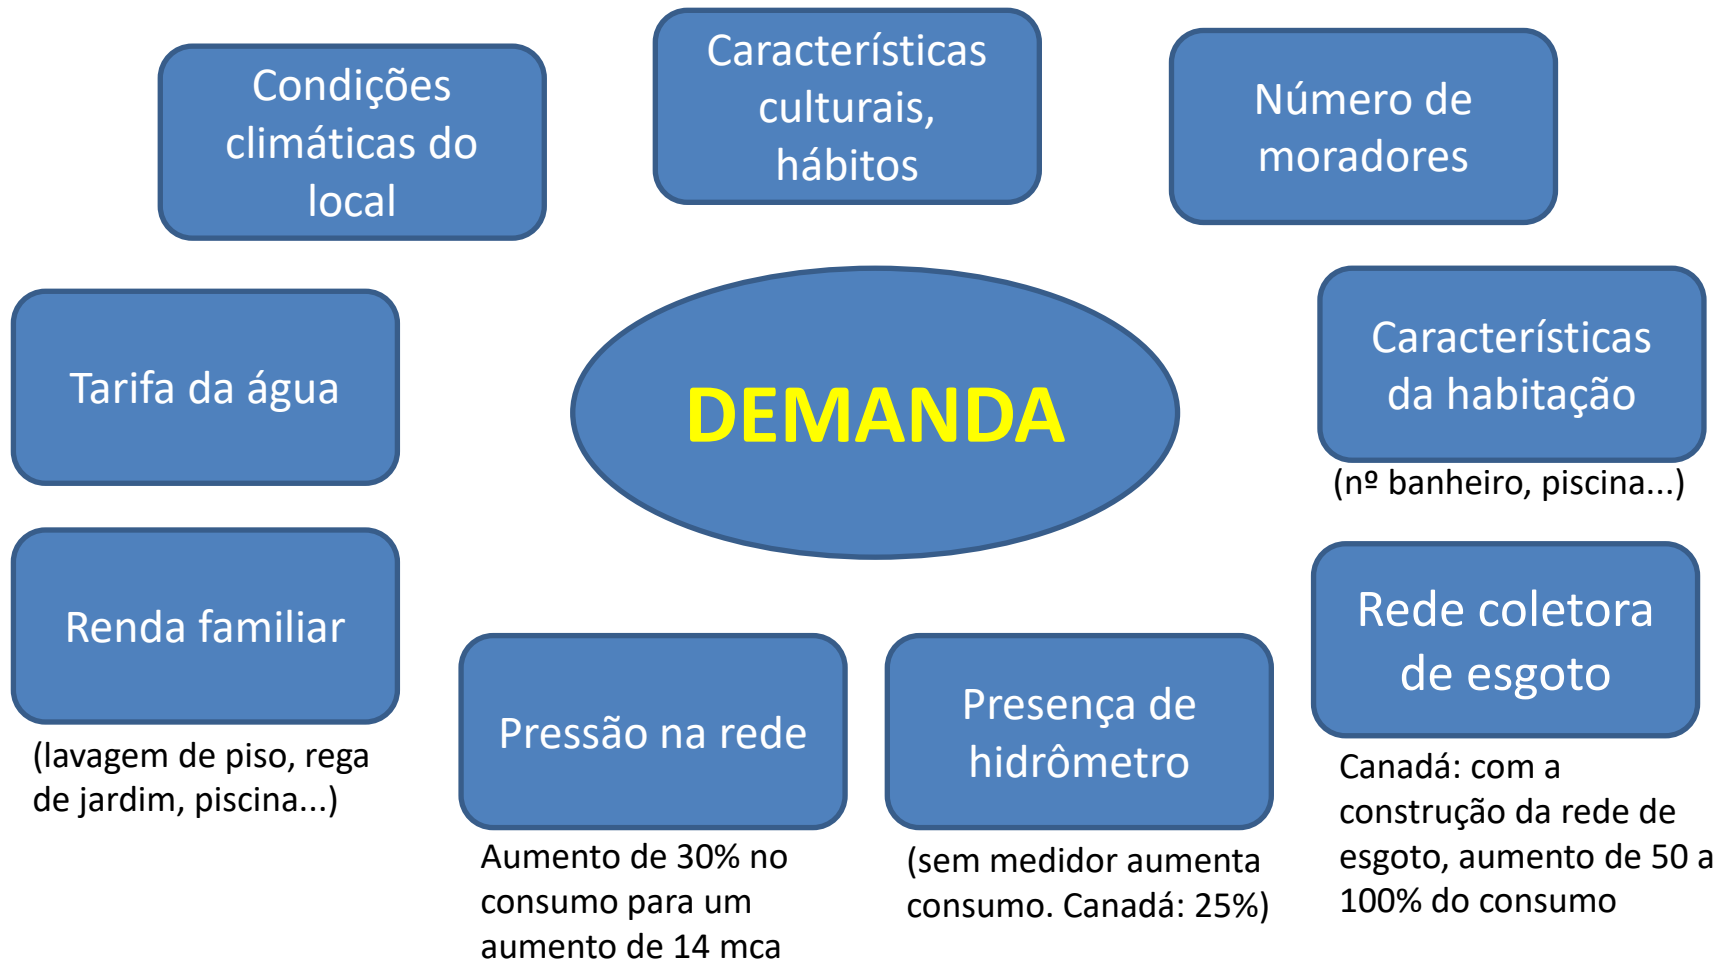 Condições
climáticas do
local
Características
culturais,
hábitos
Número de
moradores
Tarifa da água
DEMANDA
Características
da habitação
(nº banheiro, piscina...)
Renda familiar
(lavagem de piso, rega
de jardim, piscina...)
Pressão na rede
Aumento de 30% no
consumo para um
aumento de 14 mca
Presença de
hidrômetro
(sem medidor aumenta
consumo. Canadá: 25%)
Rede coletora
de esgoto
Canadá: com a
construção da rede de
esgoto, aumento de 50 a
100% do consumo